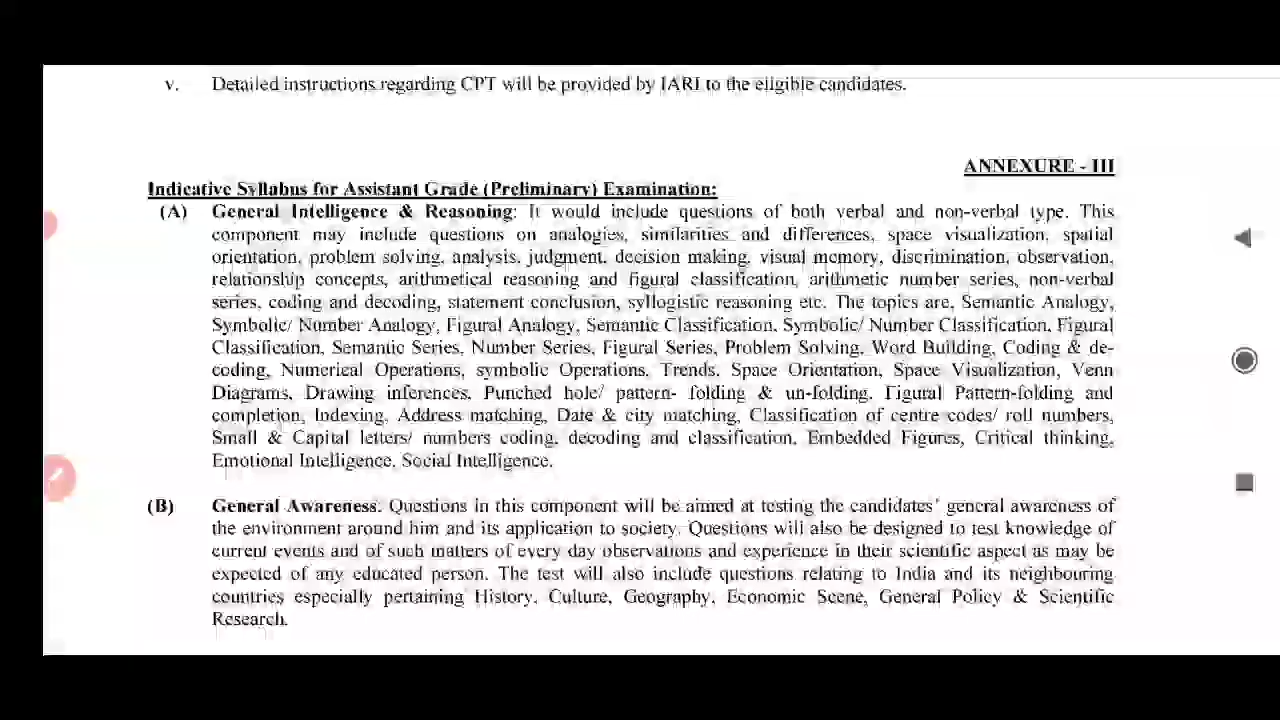 v. Detailed instructions regarding CPT will be provided by IARI to the eligible candidates.
ANNEXURE - III
Indicative Syllabus for Assistant Grade (Preliminary) Examination:
(A) General Intelligence & Reasoning: It would include questions of both verbal and non-verbal type. This
component may include questions on analogies, similarities and differences, space visualization, spatial
orientation, problem solving, analysis, judgment, decision making, visual memory, discrimination, observation,
relationship concepts, arithmetical reasoning and figural classification, arithmetic number series, non-verbal
series, coding and decoding, statement conclusion, syllogistic reasoning etc. The topics are, Semantic Analogy,
Symbolic/ Number Analogy, Figural Analogy, Semantic Classification, Symbolic/ Number Classification, Figural
Classification, Semantic Series, Number Series, Figural Series, Problem Solving, Word Building, Coding & de-
coding, Numerical Operations, symbolic Operations, Trends, Space Orientation, Space Visualization, Venn
Diagrams, Drawing inferences, Punched hole/ pattern- folding & un-folding, Figural Pattern-folding and
completion, Indexing, Address matching, Date & city matching, Classification of centre codes/ roll numbers,
Small & Capital letters/ numbers coding, decoding and classification, Embedded Figures, Critical thinking,
Emotional Intelligence, Social Intelligence.
(B) General Awareness: Questions in this component will be aimed at testing the candidates' general awareness of
the environment around him and its application to society. Questions will also be designed to test knowledge of
current events and of such matters of every day observations and experience in their scientific aspect as may be
expected of any educated person. The test will also include questions relating to India and its neighbouring
countries especially pertaining History, Culture, Geography, Economic Scene, General Policy & Scientific
Research.